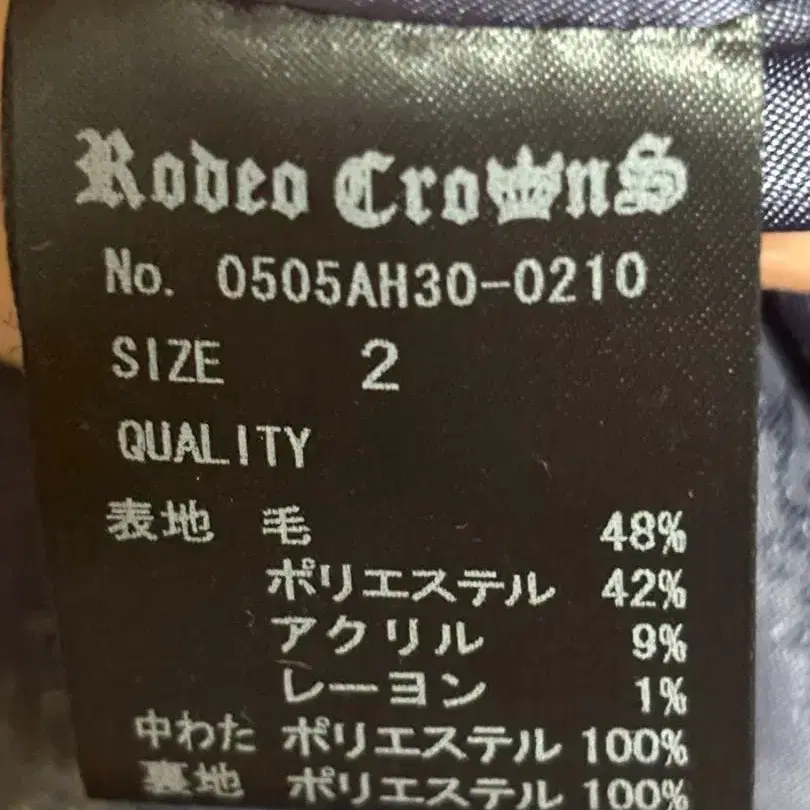 Rodeo CroWnS
No. 0505AH30-0210
SIZE 2
QUALITY
表地 毛 48%
ポリエステル 42%
アクリル 9%
レーヨン 1%
中わた ポリエステル 100%
裏地 ポリエステル 100%